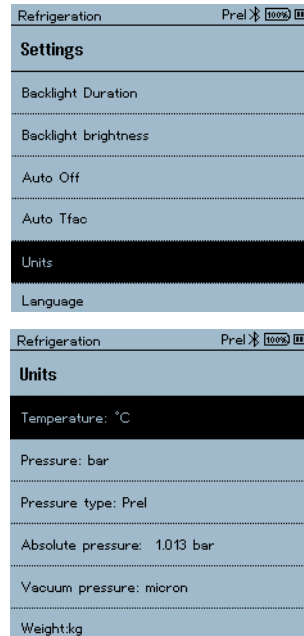 Refrigeration Prel 100%
Settings
Backlight Duration
Backlight brightness
Auto Off
Auto Tfac
Units
Language
Refrigeration Prel 100%
Units
Temperature: °C
Pressure: bar
Pressure type: Prel
Absolute pressure: 1.013 bar
Vacuum pressure: micron
Weight:kg